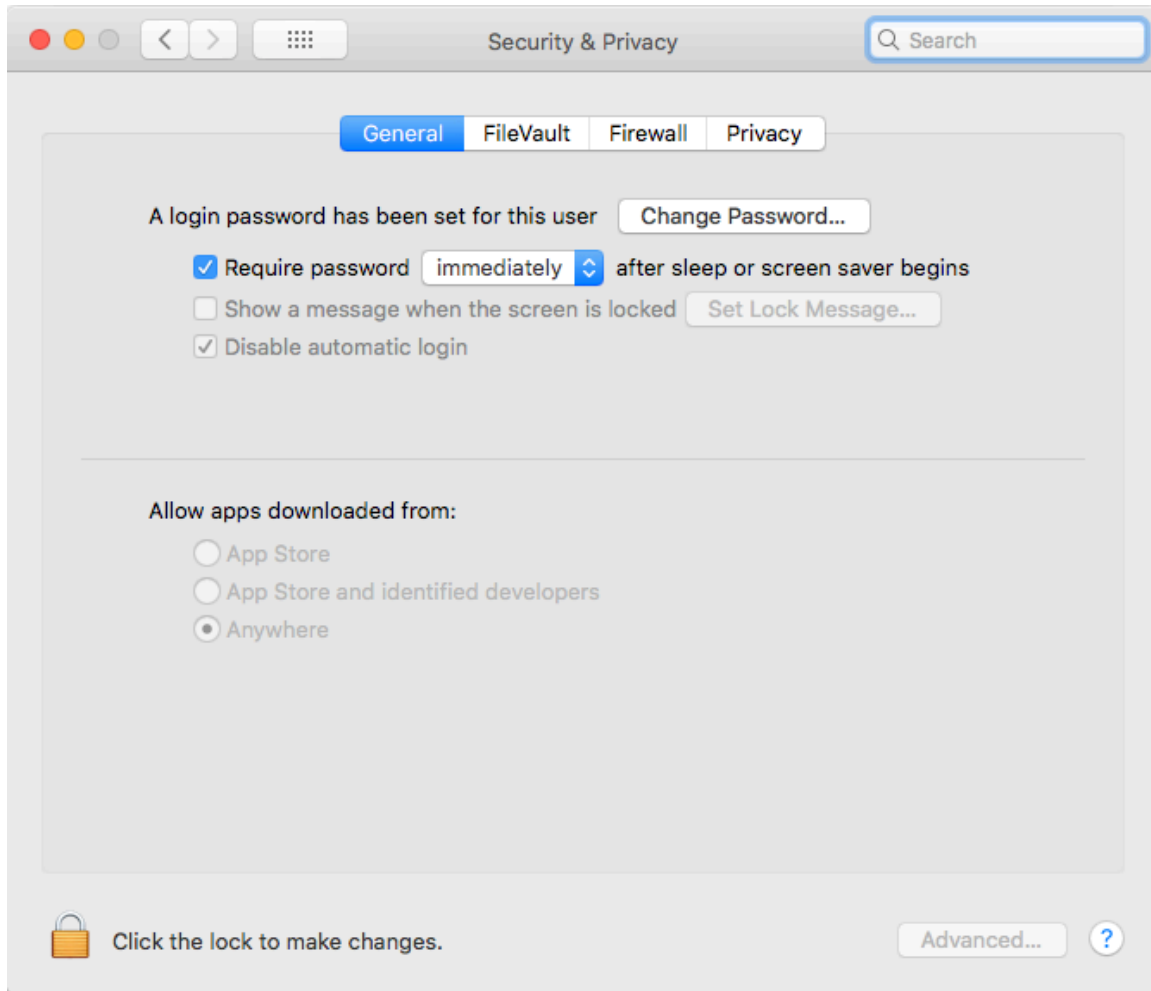 Security & Privacy
Search
General FileVault Firewall Privacy
A login password has been set for this user Change Password...
Require password immediately after sleep or screen saver begins
Show a message when the screen is locked Set Lock Message...
Disable automatic login
Allow apps downloaded from:
App Store
App Store and identified developers
Anywhere
Click the lock to make changes.
Advanced... ?